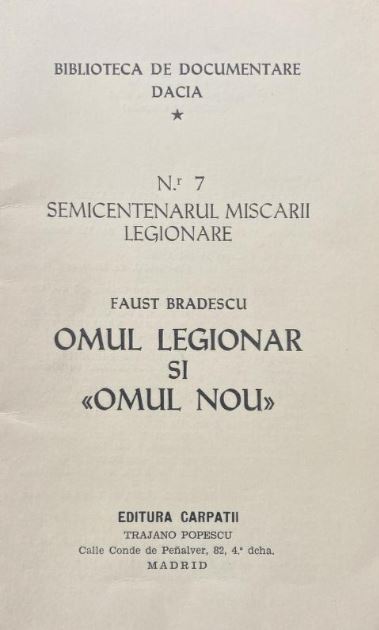 BIBLIOTECA DE DOCUMENTARE
DACIA
★
N.r 7
SEMICENTENARUL MISCARII
LEGIONARE
FAUST BRADESCU
OMUL LEGIONAR
SI
«OMUL NOU»
EDITURA CARPATII
TRAJANO POPESCU
Calle Conde de Peñalver, 82, 4.° dcha.
MADRID